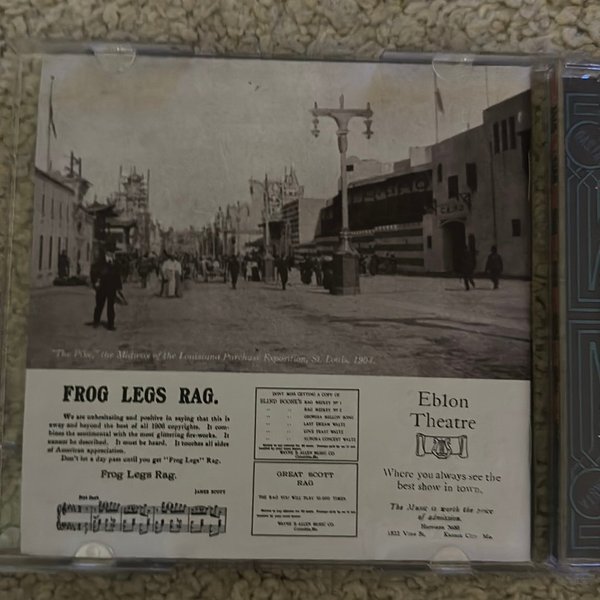 "The Pike," the Midway of the Louisiana Purchase Exposition, St. Louis, 1904.
FROG LEGS RAG.
We are unhesitating and positive in saying that this is
away and beyond the best of all 1906 copyrights. It com-
bines the sentimental with the most glittering fire-works. It
cannot be described. It must be heard. It touches all sides
of American appreciation.
Don't let a day pass until you get "Frog Legs" Rag.
Frog Legs Rag.
JAMES SCOTT
DON'T MISS GETTING A COPY OF
BLIND BOONE'S RAG MEDLEY Nº 1
" " RAG MEDLEY Nº 2
" " GEORGIA MELON SONG
" " LAST DREAM WALTZ
" " LOVE FEAST WALTZ
" " AURORA CONCERT WALTZ
WAYNE B. ALLEN MUSIC CO
Columbia, Mo.
GREAT SCOTT
RAG
THE RAG YOU WILL PLAY 10,000 TIMES.
WAYNE B. ALLEN MUSIC CO.
Columbia, Mo.
Eblon
Theatre
Where you always see the
best show in town.
The Music is worth the price
of admission.
1822 Vine St. Kansas City Mo.